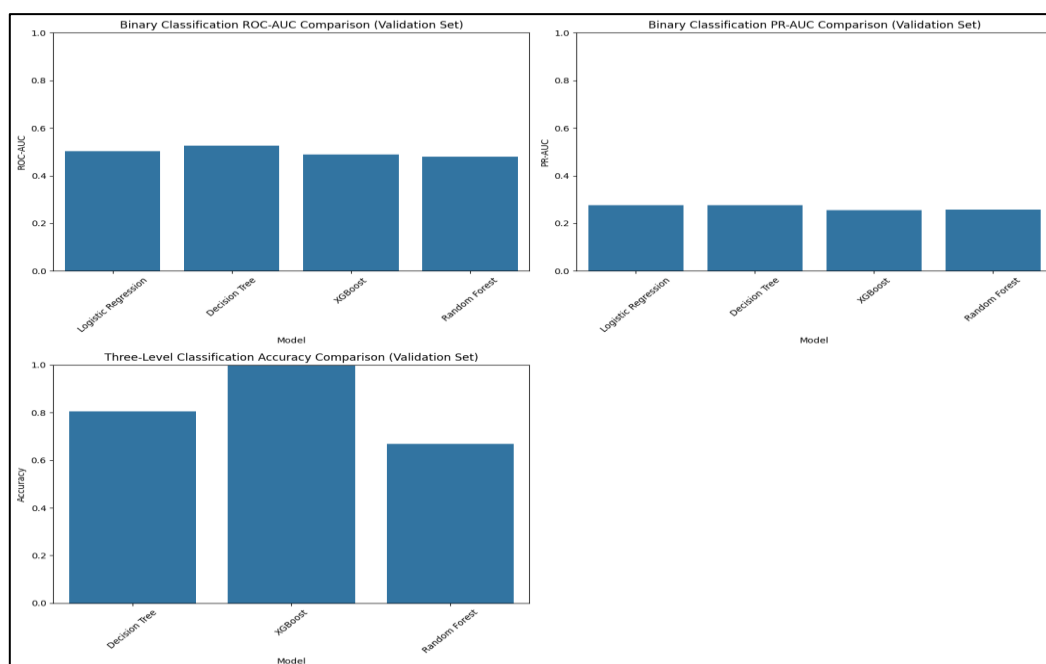 Binary Classification ROC-AUC Comparison (Validation Set)
1.0
0.8
0.6
0.4
0.2
0.0
ROC-AUC
Logistic Regression
Decision Tree
XGBoost
Random Forest
Model
Binary Classification PR-AUC Comparison (Validation Set)
1.0
0.8
0.6
0.4
0.2
0.0
PR-AUC
Logistic Regression
Decision Tree
XGBoost
Random Forest
Model
Three-Level Classification Accuracy Comparison (Validation Set)
1.0
0.8
0.6
0.4
0.2
0.0
Accuracy
Decision Tree
XGBoost
Random Forest
Model